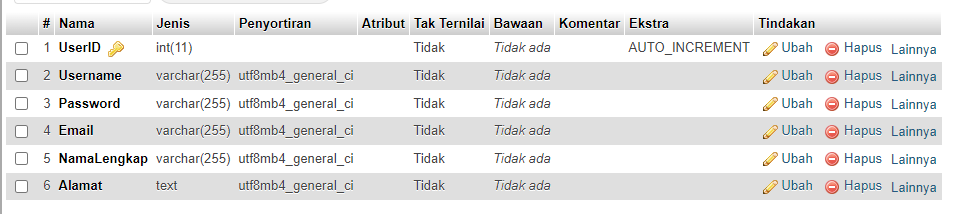 # Nama Jenis Penyortiran Atribut Tak Ternilai Bawaan Komentar Ekstra Tindakan
1 UserID int(11) Tidak Tidak ada AUTO_INCREMENT Ubah Hapus Lainnya
2 Username varchar(255) utf8mb4_general_ci Tidak Tidak ada Ubah Hapus Lainnya
3 Password varchar(255) utf8mb4_general_ci Tidak Tidak ada Ubah Hapus Lainnya
4 Email varchar(255) utf8mb4_general_ci Tidak Tidak ada Ubah Hapus Lainnya
5 NamaLengkap varchar(255) utf8mb4_general_ci Tidak Tidak ada Ubah Hapus Lainnya
6 Alamat text utf8mb4_general_ci Tidak Tidak ada Ubah Hapus Lainnya